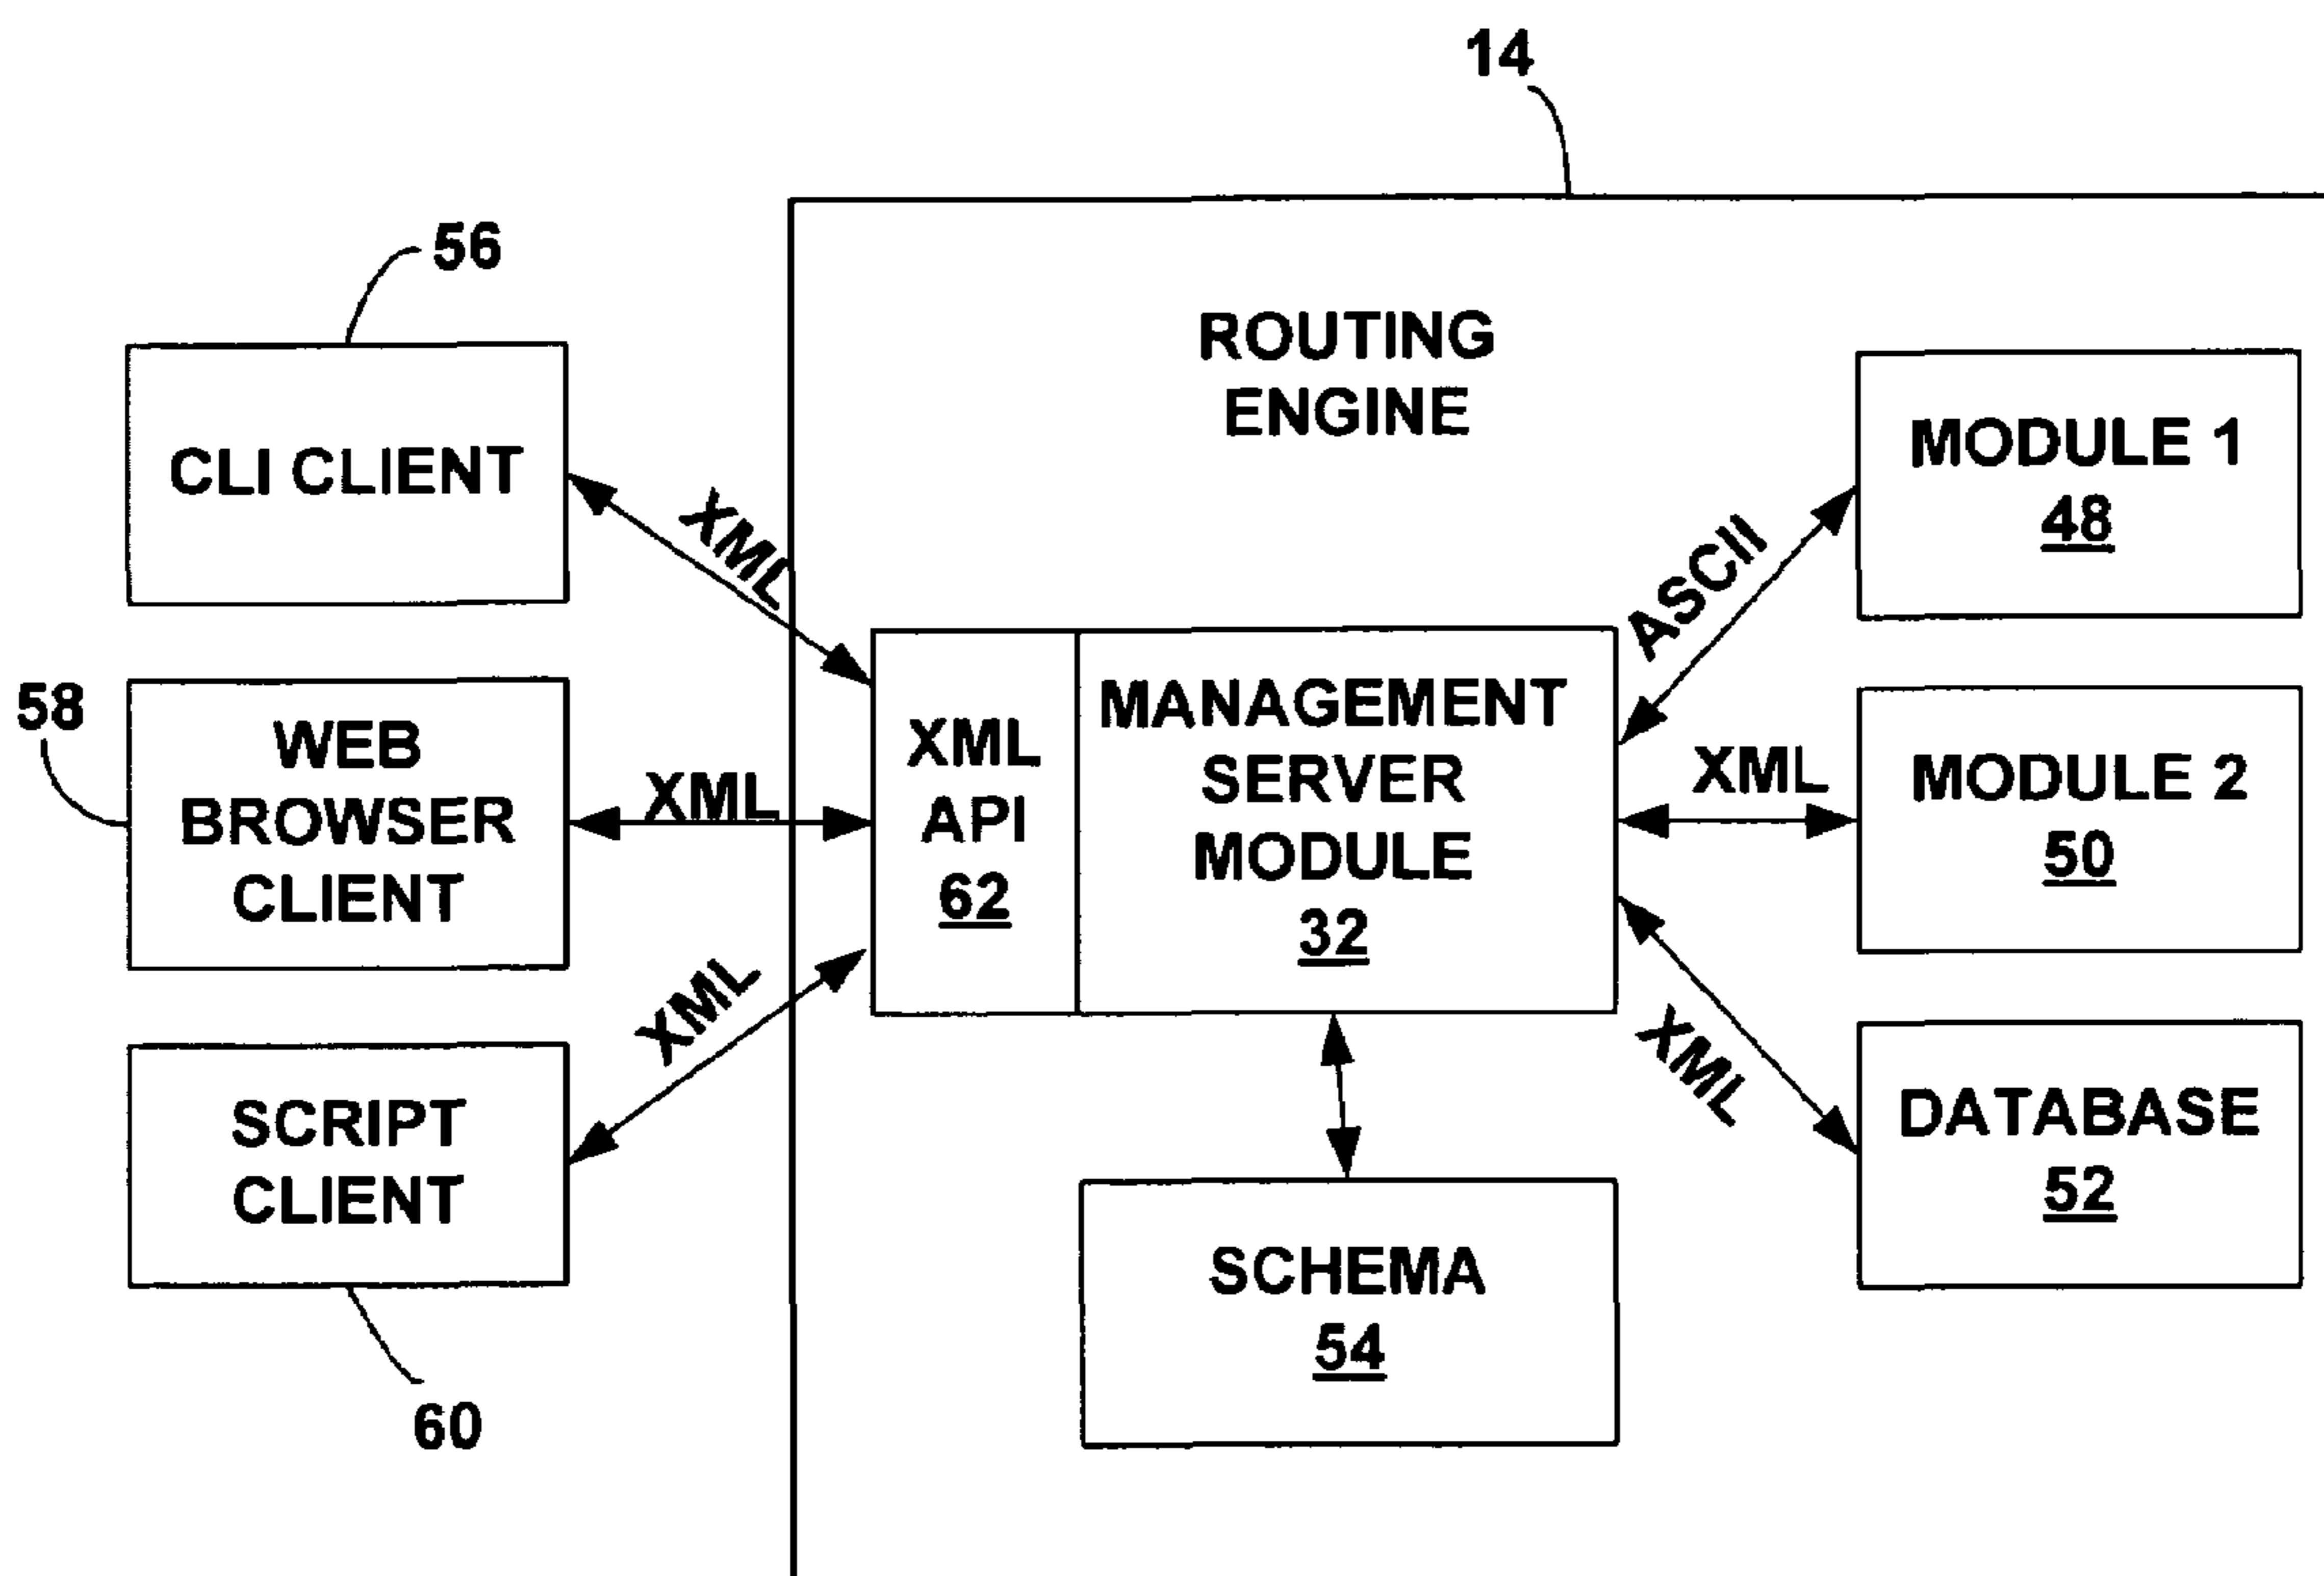 14
56
ROUTING
ENGINE
CLI CLIENT
XML
MODULE 1
48
ASCII
58
WEB
BROWSER
CLIENT
XML
XML
API
62
MANAGEMENT
SERVER
MODULE
32
XML
MODULE 2
50
XML
SCRIPT
CLIENT
60
XML
DATABASE
52
SCHEMA
54